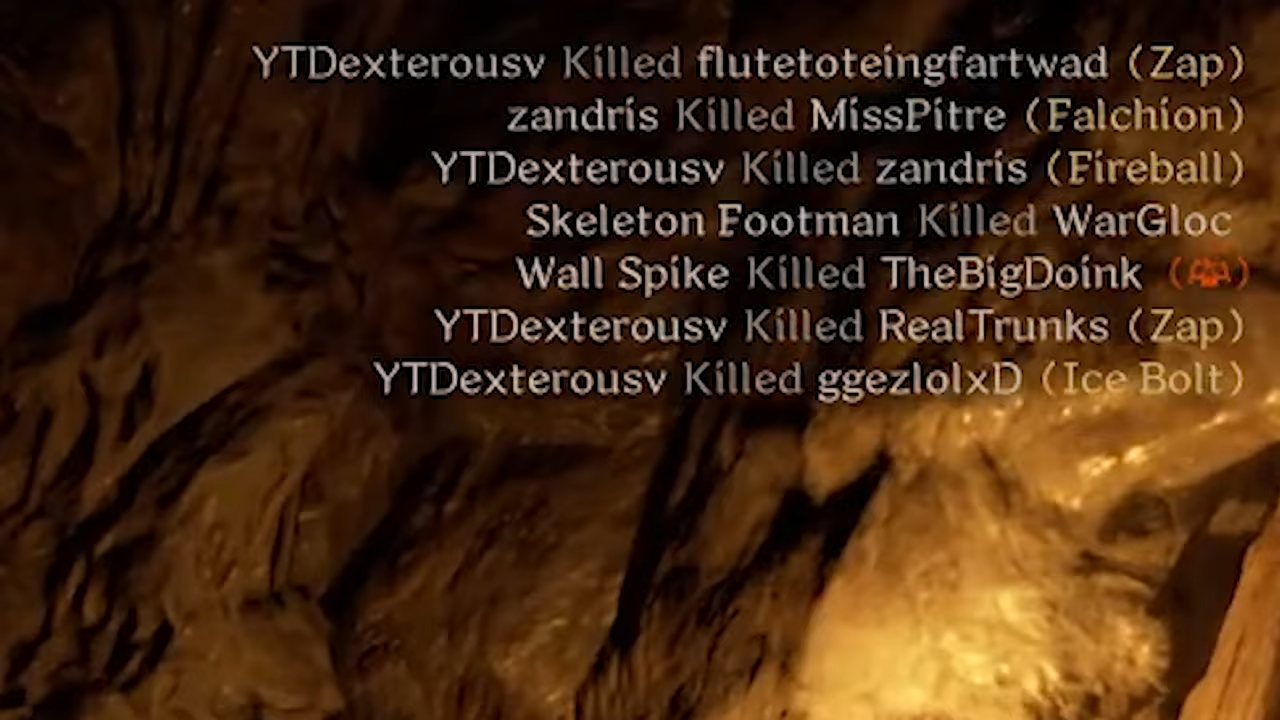 YTDexterousv Killed flutetoteingfartwad (Zap)
zandris Killed MissPitre (Falchion)
YTDexterousv Killed zandris (Fireball)
Skeleton Footman Killed WarGloc
Wall Spike Killed TheBigDoink
YTDexterousv Killed RealTrunks (Zap)
YTDexterousv Killed ggezlolxD (Ice Bolt)